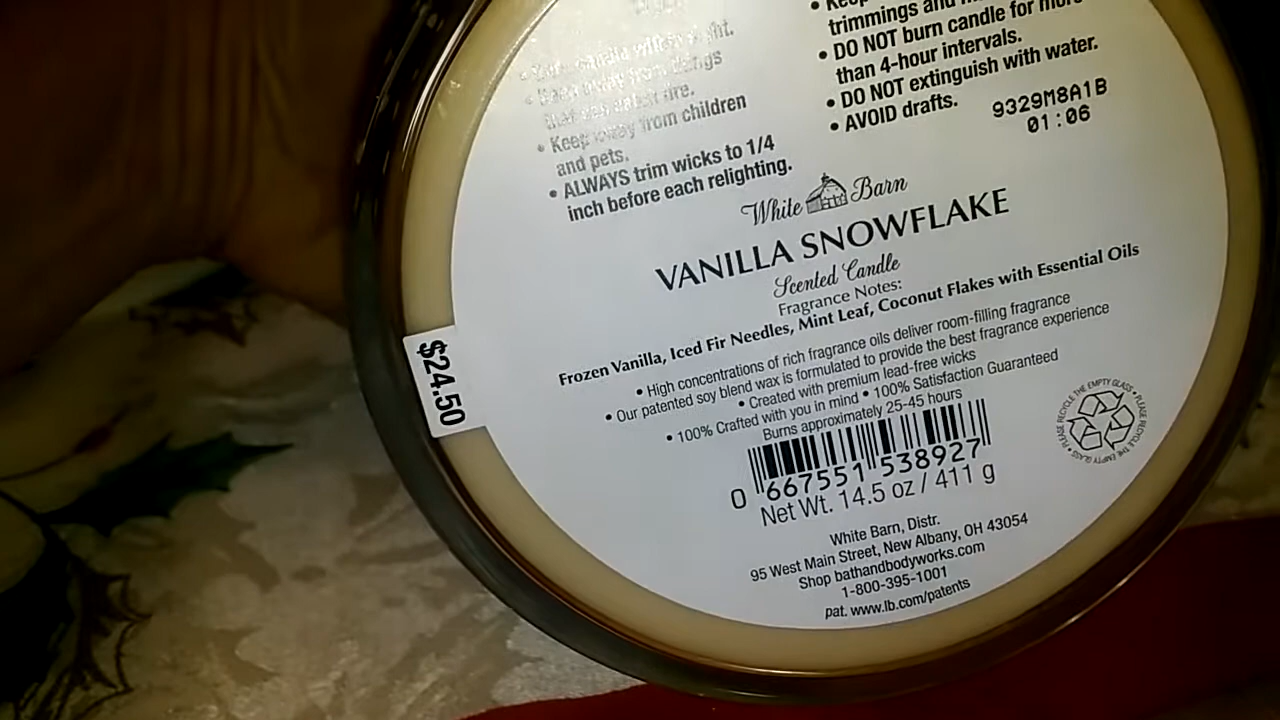 within sight.
Keep away from things
that catch fire.
• Keep away from children
and pets.
• ALWAYS trim wicks to 1/4
inch before each relighting.
• Keep
trimmings and
• DO NOT burn candle for more
than 4-hour intervals.
• DO NOT extinguish with water.
• AVOID drafts.
9329M8A1B
01:06
White Barn
VANILLA SNOWFLAKE
Scented Candle
Fragrance Notes:
Frozen Vanilla, Iced Fir Needles, Mint Leaf, Coconut Flakes with Essential Oils
• High concentrations of rich fragrance oils deliver room-filling fragrance
• Our patented soy blend wax is formulated to provide the best fragrance experience
• Created with premium lead-free wicks
• 100% Crafted with you in mind • 100% Satisfaction Guaranteed
Burns approximately 25-45 hours
0 667551 538927
Net Wt. 14.5 oz / 411 g
White Barn, Distr.
95 West Main Street, New Albany, OH 43054
Shop bathandbodyworks.com
1-800-395-1001
pat. www.lb.com/patents
$24.50
• PLEASE RECYCLE THE EMPTY GLASS • PLEASE RECYCLE THE EMPTY GLASS